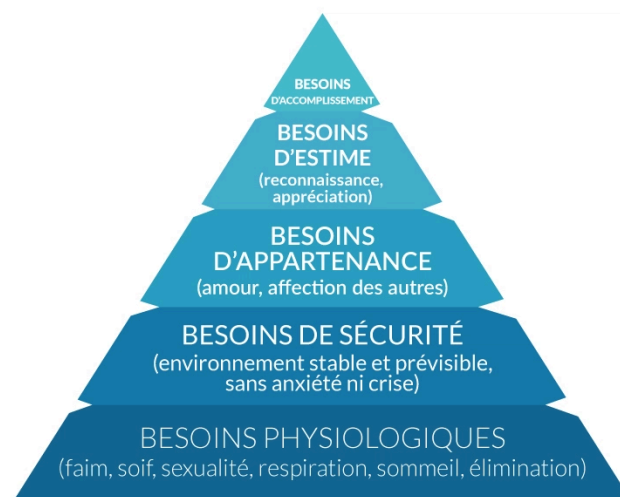 BESOINS
D'ACCOMPLISSEMENT
BESOINS
D'ESTIME
(reconnaissance,
appréciation)
BESOINS
D'APPARTENANCE
(amour, affection des autres)
BESOINS DE SÉCURITÉ
(environnement stable et prévisible,
sans anxiété ni crise)
BESOINS PHYSIOLOGIQUES
(faim, soif, sexualité, respiration, sommeil, élimination)